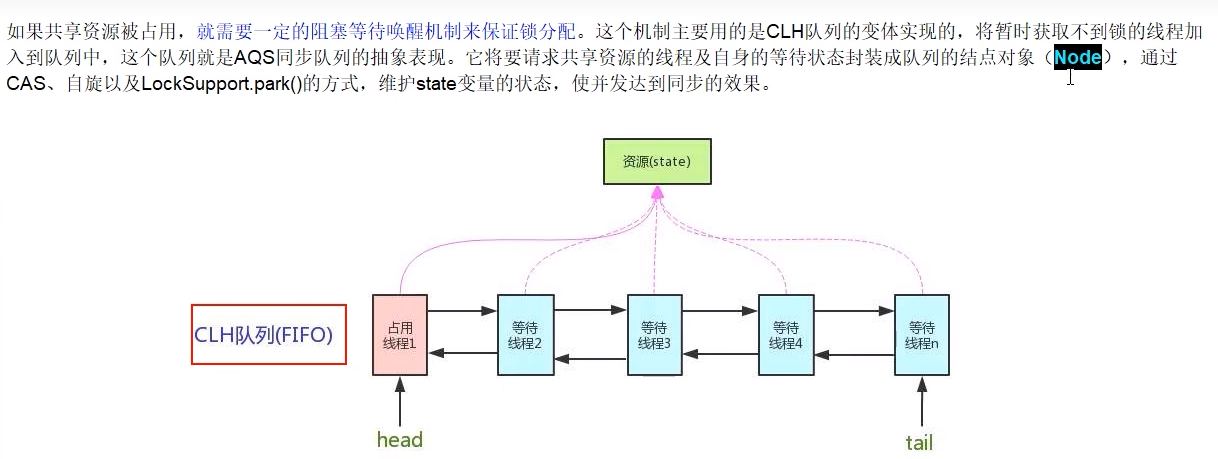 如果共享资源被占用，就需要一定的阻塞等待唤醒机制来保证锁分配。这个机制主要用的是CLH队列的变体实现的，将暂时获取不到锁的线程加
入到队列中，这个队列就是AQS同步队列的抽象表现。它将要请求共享资源的线程及自身的等待状态封装成队列的结点对象（Node），通过
CAS、自旋以及LockSupport.park()的方式，维护state变量的状态，使并发达到同步的效果。
资源(state)
CLH队列(FIFO)
占用
线程1
等待
线程2
等待
线程3
等待
线程4
等待
线程n
head
tail